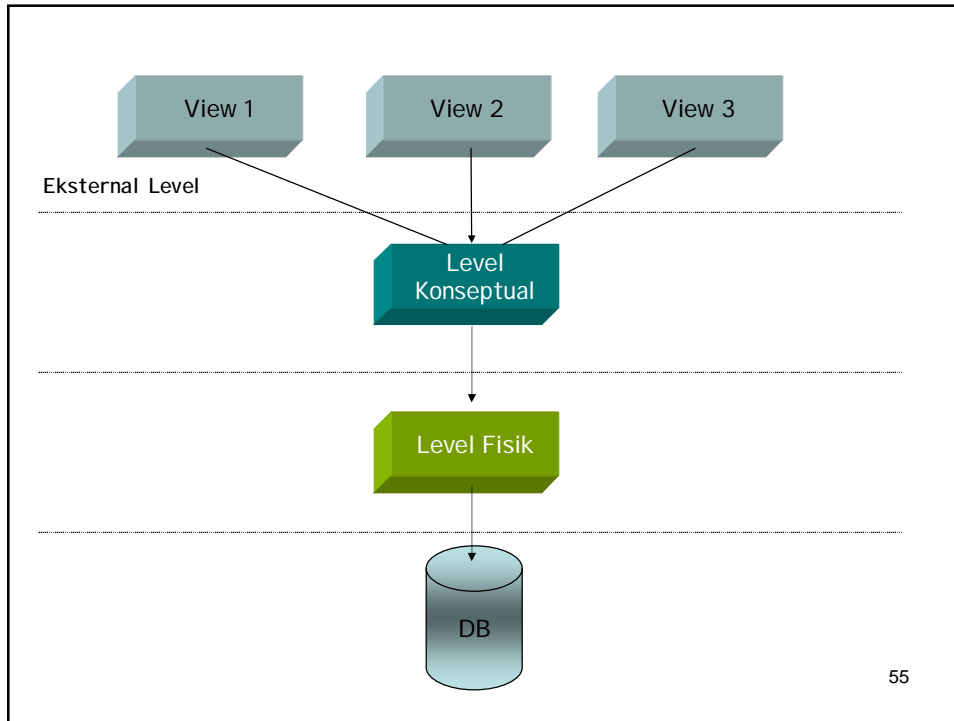 View 1
View 2
View 3
Eksternal Level
Level
Konseptual
Level Fisik
DB
55